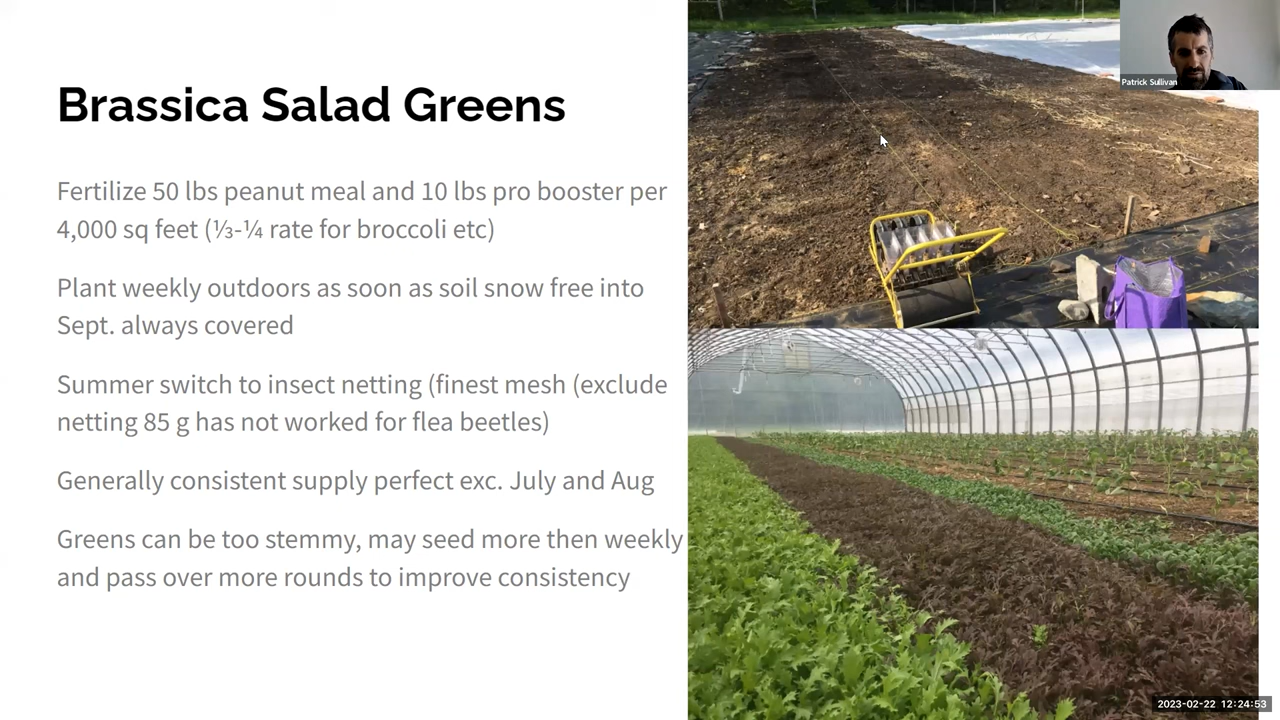 Brassica Salad Greens
Fertilize 50 lbs peanut meal and 10 lbs pro booster per
4,000 sq feet (⅓-¼ rate for broccoli etc)
Plant weekly outdoors as soon as soil snow free into
Sept. always covered
Summer switch to insect netting (finest mesh (exclude
netting 85 g has not worked for flea beetles)
Generally consistent supply perfect exc. July and Aug
Greens can be too stemmy, may seed more then weekly
and pass over more rounds to improve consistency
Patrick Sullivan
2023-02-22 12:24:53